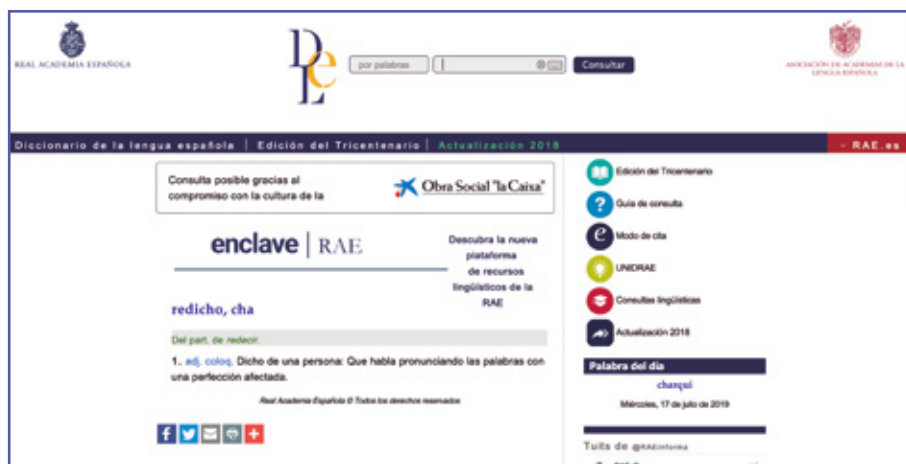 REAL ACADEMIA ESPAÑOLA
DLe
por palabras
Consultar
ASOCIACIÓN DE ACADEMIAS DE LA
LENGUA ESPAÑOLA
Diccionario de la lengua española | Edición del Tricentenario | Actualización 2018
RAE.es
Consulta posible gracias al
compromiso con la cultura de la
Obra Social "la Caixa"
enclave | RAE
Descubra la nueva
plataforma
de recursos
lingüísticos de la
RAE
redicho, cha
Del part. de redecir.
1. adj. coloq. Dicho de una persona: Que habla pronunciando las palabras con
una perfección afectada.
Real Academia Española © Todos los derechos reservados
Edición del Tricentenario
Guía de consulta
Modo de cita
UNIDRAE
Consultas lingüísticas
Actualización 2018
Palabra del día
charqui
Miércoles, 17 de julio de 2019
Tuits de @RAEinforma